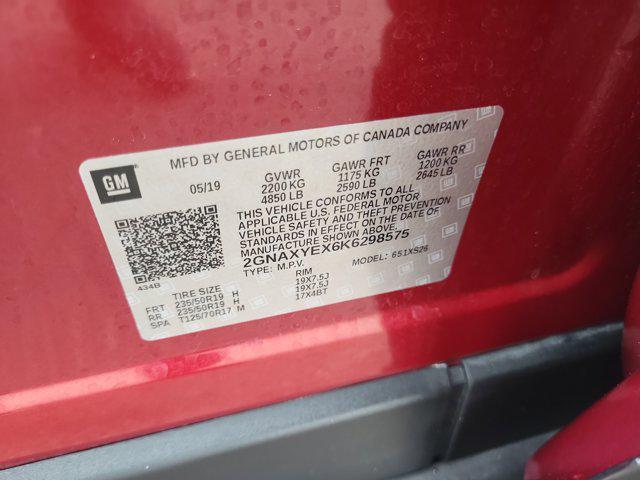 MFD BY GENERAL MOTORS OF CANADA COMPANY
GM
05/19 GVWR GAWR FRT GAWR RR
2200 KG 1175 KG 1200 KG
4850 LB 2590 LB 2645 LB
THIS VEHICLE CONFORMS TO ALL
APPLICABLE U.S. FEDERAL MOTOR
VEHICLE SAFETY AND THEFT PREVENTION
STANDARDS IN EFFECT ON THE DATE OF
MANUFACTURE SHOWN ABOVE.
2GNAXYEX6K6298575
TYPE: M.P.V. MODEL: 651XS26
434B
TIRE SIZE RIM
FRT 235/50R19 H 19X7.5J
RR 235/50R19 H 19X7.5J
SPA T125/70R17 M 17X4BT